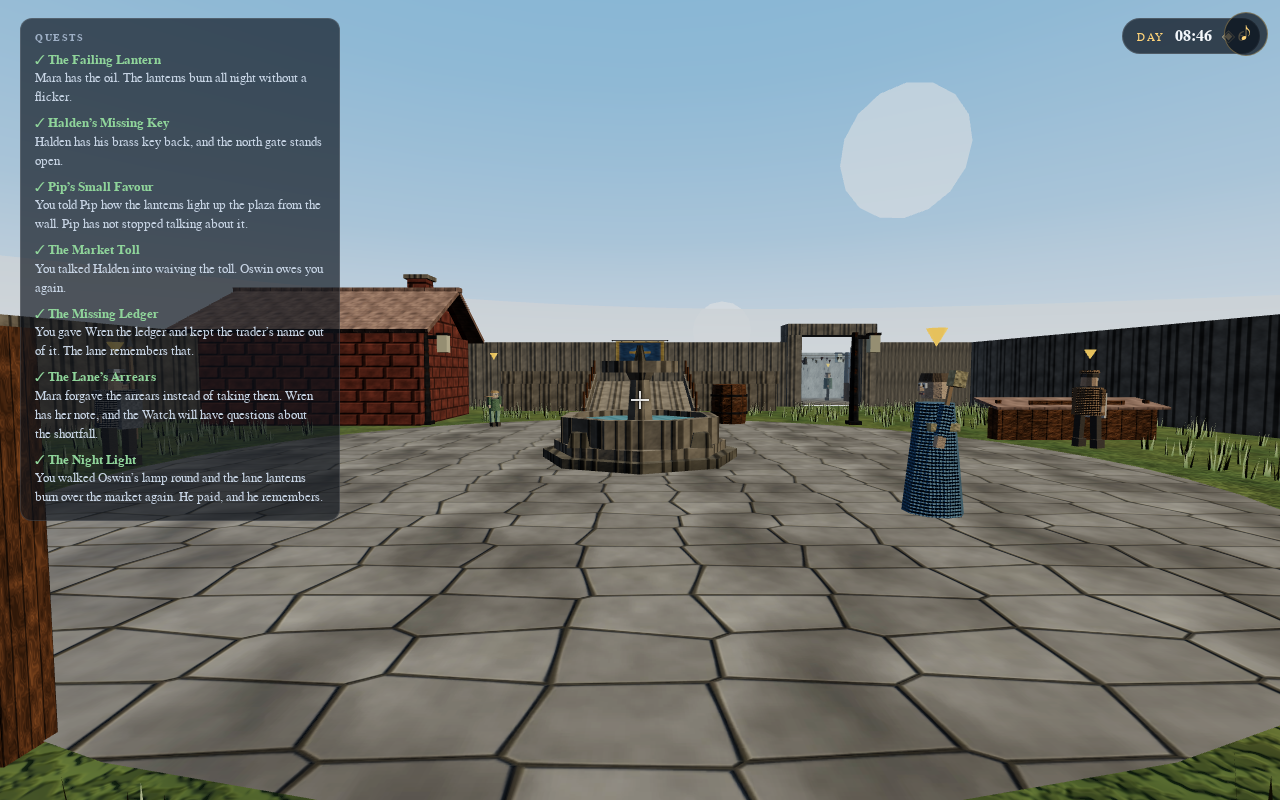 QUESTS
✓ The Failing Lantern
Mara has the oil. The lanterns burn all night without a
flicker.
✓ Halden’s Missing Key
Halden has his brass key back, and the north gate stands
open.
✓ Pip’s Small Favour
You told Pip how the lanterns light up the plaza from the
wall. Pip has not stopped talking about it.
✓ The Market Toll
You talked Halden into waiving the toll. Oswin owes you
again.
✓ The Missing Ledger
You gave Wren the ledger and kept the trader’s name out
of it. The lane remembers that.
✓ The Lane’s Arrears
Mara forgave the arrears instead of taking them. Wren
has her note, and the Watch will have questions about
the shortfall.
✓ The Night Light
You walked Oswin’s lamp round and the lane lanterns
burn over the market again. He paid, and he remembers.
DAY 08:46